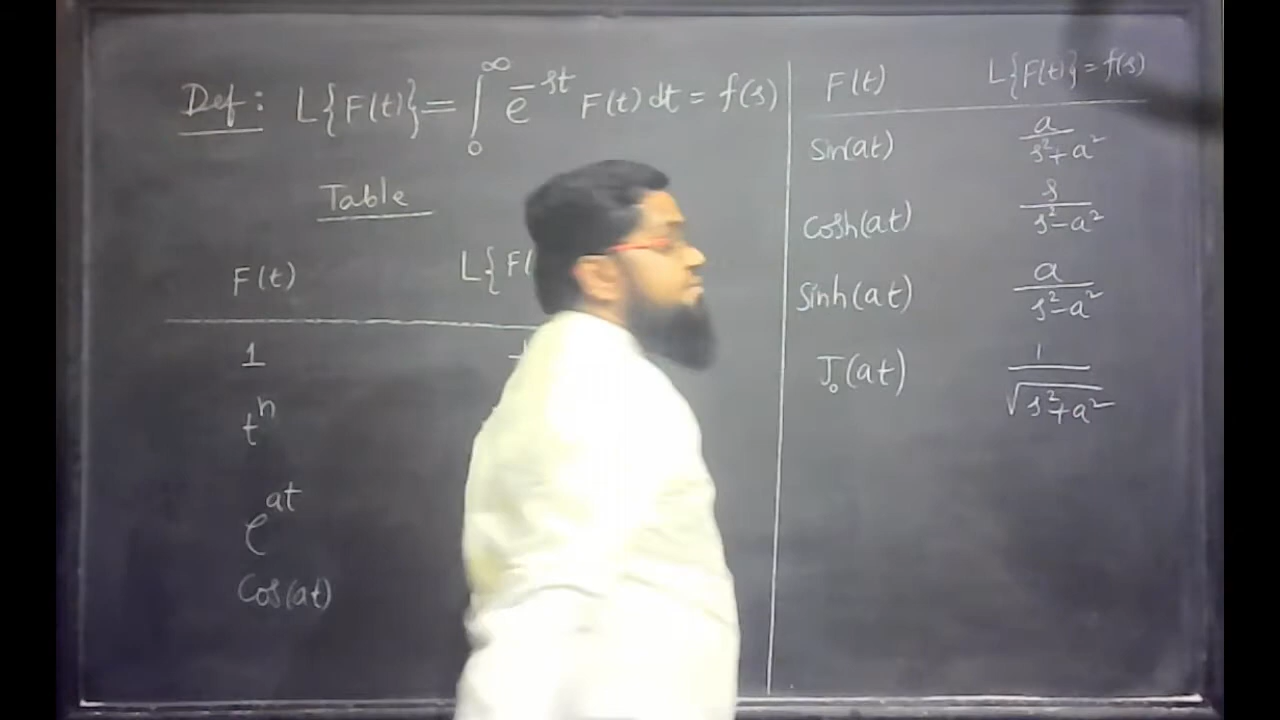 Def: L{F(t)} = ∫₀^∞ e^-st F(t) dt = f(s)
Table
F(t) L{F(
1
t^n
e^at
Cos(at)
F(t) L{F(t)} = f(s)
Sin(at) a/(s²+a²)
Cosh(at) s/(s²-a²)
Sinh(at) a/(s²-a²)
J₀(at) 1/√(s²+a²)